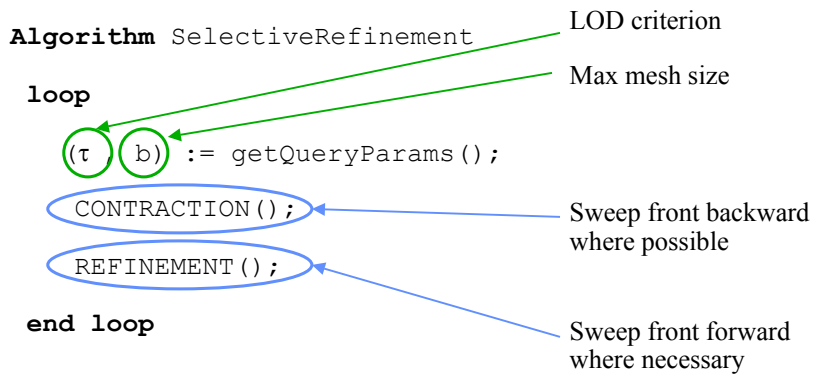 Algorithm SelectiveRefinement
loop
(τ , b) := getQueryParams();
CONTRACTION();
REFINEMENT();
end loop
LOD criterion
Max mesh size
Sweep front backward
where possible
Sweep front forward
where necessary